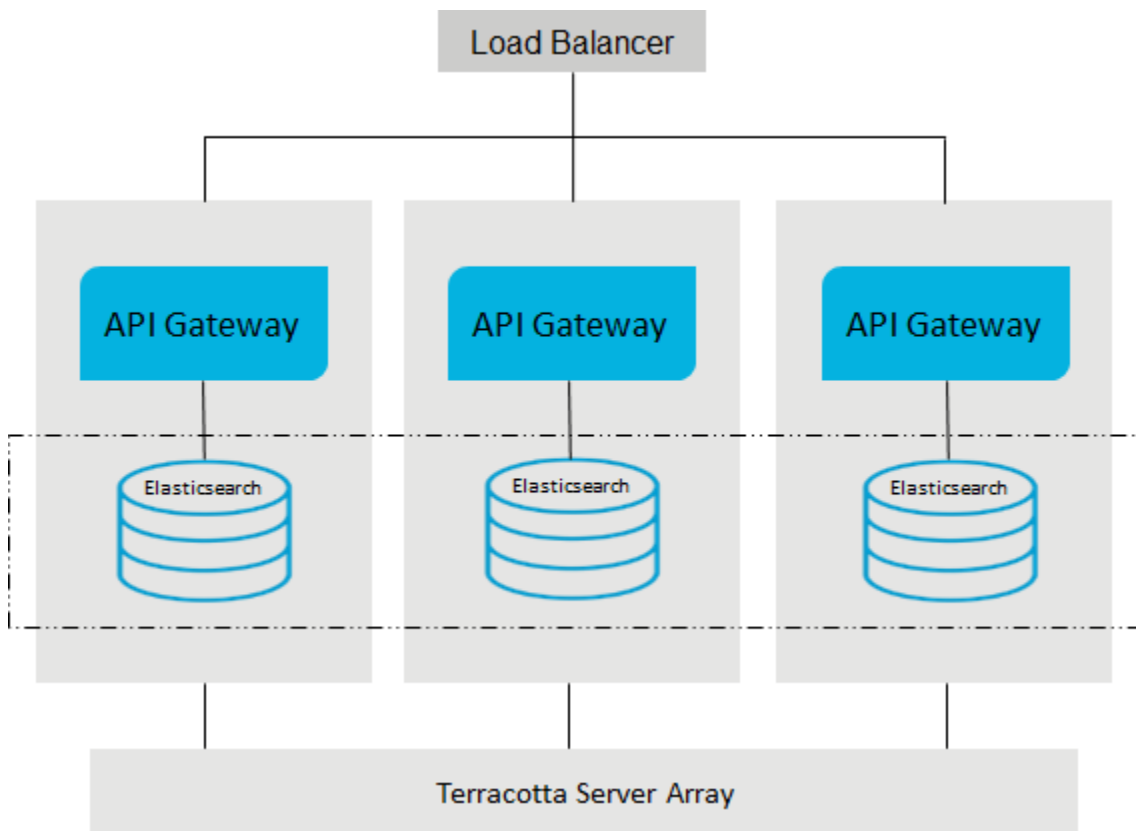 Load Balancer
API Gateway
API Gateway
API Gateway
Elasticsearch
Elasticsearch
Elasticsearch
Terracotta Server Array